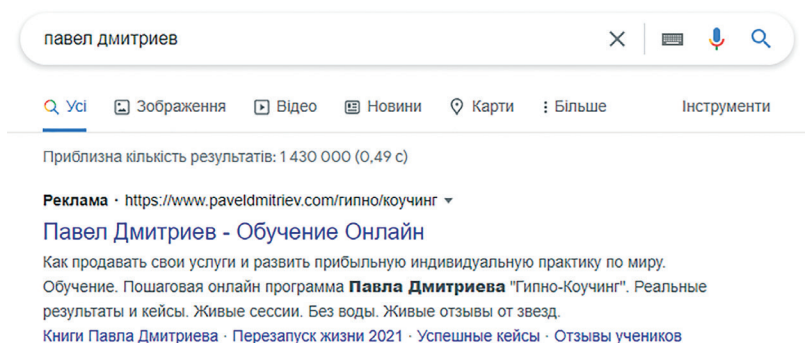 павел дмитриев
Усі Зображення Відео Новини Карти Більше Інструменти
Приблизна кількість результатів: 1 430 000 (0,49 с)
Реклама · https://www.paveldmitriev.com/гипно/коучинг
Павел Дмитриев - Обучение Онлайн
Как продавать свои услуги и развить прибыльную индивидуальную практику по миру.
Обучение. Пошаговая онлайн программа Павла Дмитриева "Гипно-Коучинг". Реальные
результаты и кейсы. Живые сессии. Без воды. Живые отзывы от звезд.
Книги Павла Дмитриева · Перезапуск жизни 2021 · Успешные кейсы · Отзывы учеников